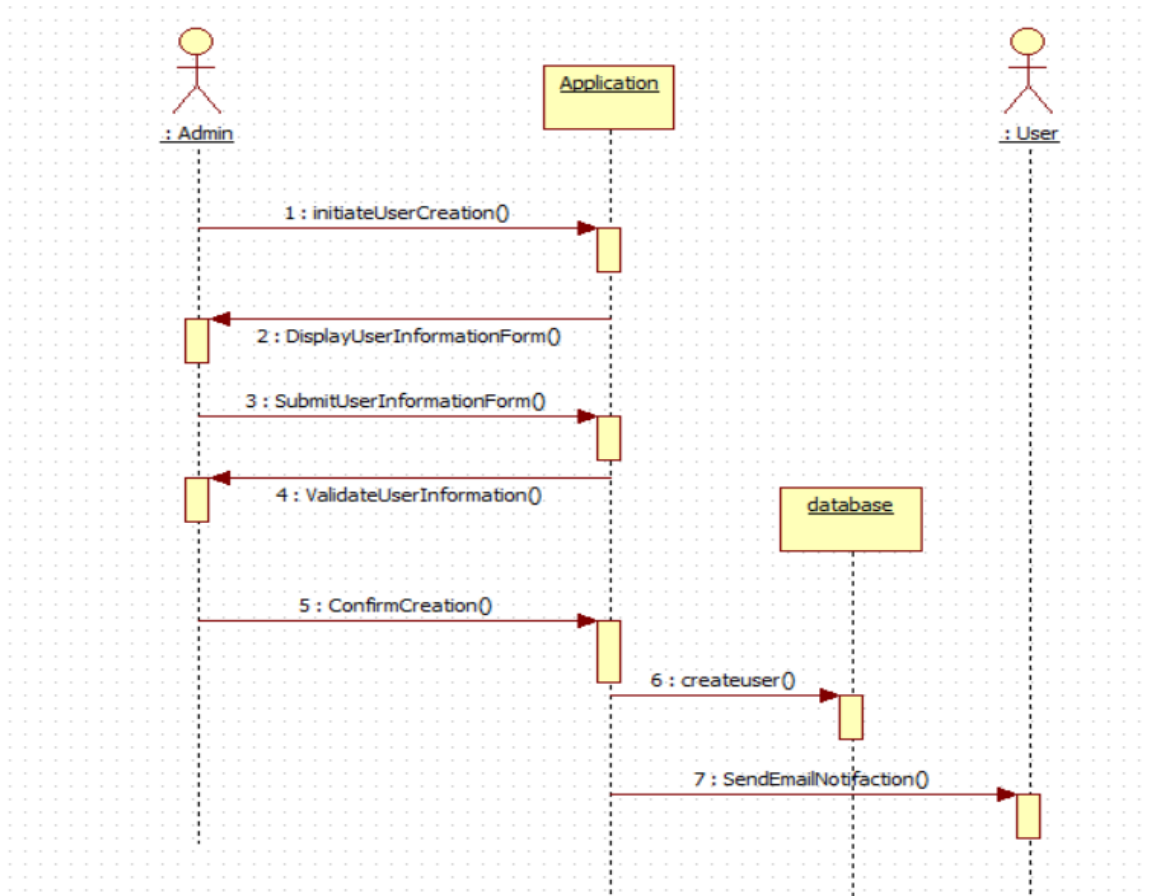 Application
: Admin
: User
1 : initiateUserCreation()
2 : DisplayUserInformationForm()
3 : SubmitUserInformationForm()
4 : ValidateUserInformation()
database
5 : ConfirmCreation()
6 : createuser()
7 : SendEmailNotifaction()